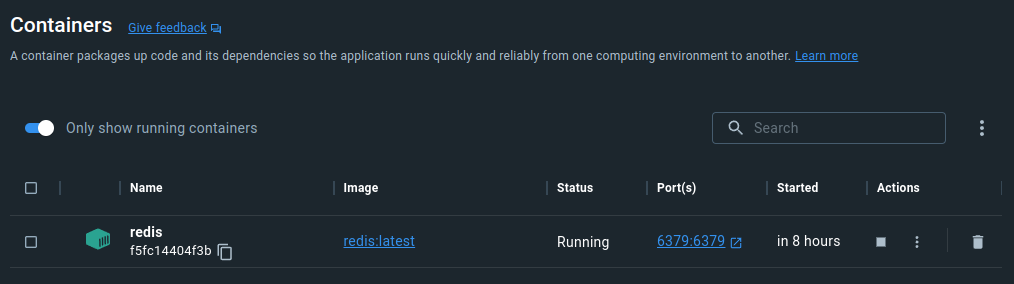 Containers Give feedback
A container packages up code and its dependencies so the application runs quickly and reliably from one computing environment to another. Learn more
Only show running containers Search
Name Image Status Port(s) Started Actions
redis
f5fc14404f3b redis:latest Running 6379:6379 in 8 hours